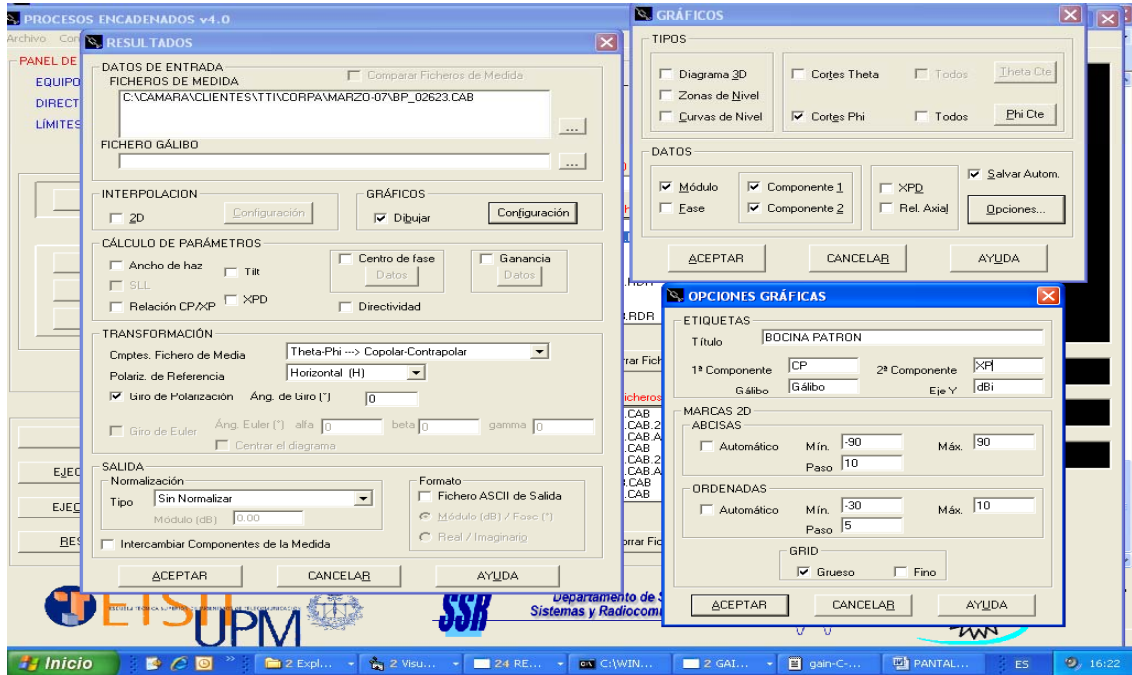 PROCESOS ENCADENADOS v4.0
Archivo
PANEL DE
EQUIPO
DIRECT
LÍMITES
EJEC
EJEC
RES
RESULTADOS
DATOS DE ENTRADA
FICHEROS DE MEDIDA
Comparar Ficheros de Medida
C:\CAMARA\CLIENTES\TTI\CORPA\MARZO-07\BP_02623.CAB
...
FICHERO GÁLIBO
...
INTERPOLACION
2D
Configuración
GRÁFICOS
Dibujar
Configuración
CÁLCULO DE PARÁMETROS
Ancho de haz
Tilt
SLL
Relación CP/XP
XPD
Centro de fase
Datos
Ganancia
Datos
Directividad
TRANSFORMACIÓN
Cmptes. Fichero de Media
Theta-Phi ---> Copolar-Contrapolar
Polariz. de Referencia
Horizontal (H)
Giro de Polarización
Áng. de Giro (°)
0
Giro de Euler
Áng. Euler (°)
alfa
0
beta
0
gamma
0
Centrar el diagrama
SALIDA
Normalización
Tipo
Sin Normalizar
Módulo (dB)
0.00
Formato
Fichero ASCII de Salida
Módulo (dB) / Fase (°)
Real / Imaginario
Intercambiar Componentes de la Medida
ACEPTAR
CANCELAR
AYUDA
.RDR
rrar Fich
icheros
.CAB
.CAB.2
.CAB.A
.CAB
.CAB.2
.CAB.A
.CAB
.CAB
orrar Fic
GRÁFICOS
TIPOS
Diagrama 3D
Zonas de Nivel
Curvas de Nivel
Cortes Theta
Todos
Theta Cte
Cortes Phi
Todos
Phi Cte
DATOS
Módulo
Fase
Componente 1
Componente 2
XPD
Rel. Axial
Salvar Autom.
Opciones...
ACEPTAR
CANCELAR
AYUDA
OPCIONES GRÁFICAS
ETIQUETAS
Título
BOCINA PATRON
1ª Componente
CP
2ª Componente
XP
Gálibo
Gálibo
Eje Y
dBi
MARCAS 2D
ABCISAS
Automático
Mín.
-90
Máx.
90
Paso
10
ORDENADAS
Automático
Mín.
-30
Máx.
10
Paso
5
GRID
Grueso
Fino
ACEPTAR
CANCELAR
AYUDA
ETSIT
UPM
SSR
Departamento de S
Sistemas y Radiocom
Inicio
2 Expl...
2 Visu...
24 RE...
C:\WIN...
2 GAI...
gain-C-...
PANTAL...
ES
16:22